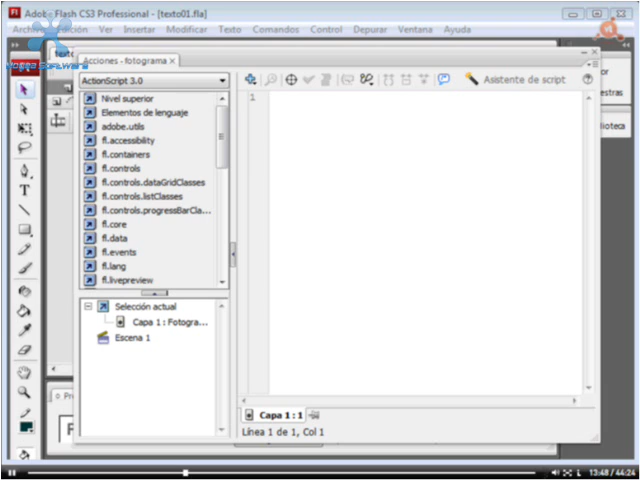 Adobe Flash CS3 Professional - [texto01.fla]
Archivo Edición Ver Insertar Modificar Texto Comandos Control Depurar Ventana Ayuda
Acciones - fotograma ×
ActionScript 3.0
Asistente de script
Nivel superior
Elementos de lenguaje
adobe.utils
fl.accessibility
fl.containers
fl.controls
fl.controls.dataGridClasses
fl.controls.listClasses
fl.controls.progressBarCla...
fl.core
fl.data
fl.events
fl.lang
fl.livepreview
1
Selección actual
Capa 1 : Fotogra...
Escena 1
Capa 1 : 1
Línea 1 de 1, Col 1
13:48 / 44:24